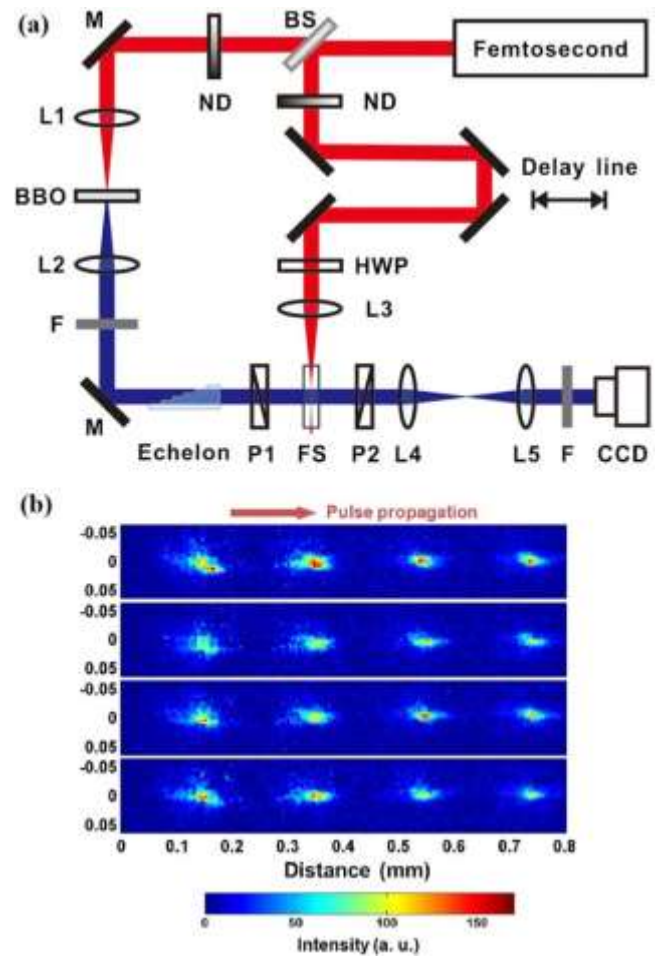 (a)
M
BS
Femtosecond
ND
ND
L1
Delay line
BBO
L2
HWP
F
L3
M
Echelon
P1
FS
P2
L4
L5
F
CCD
(b)
Pulse propagation
-0.05
0
0.05
-0.05
0
0.05
-0.05
0
0.05
-0.05
0
0.05
0 0.1 0.2 0.3 0.4 0.5 0.6 0.7 0.8
Distance (mm)
0 50 100 150
Intensity (a. u.)